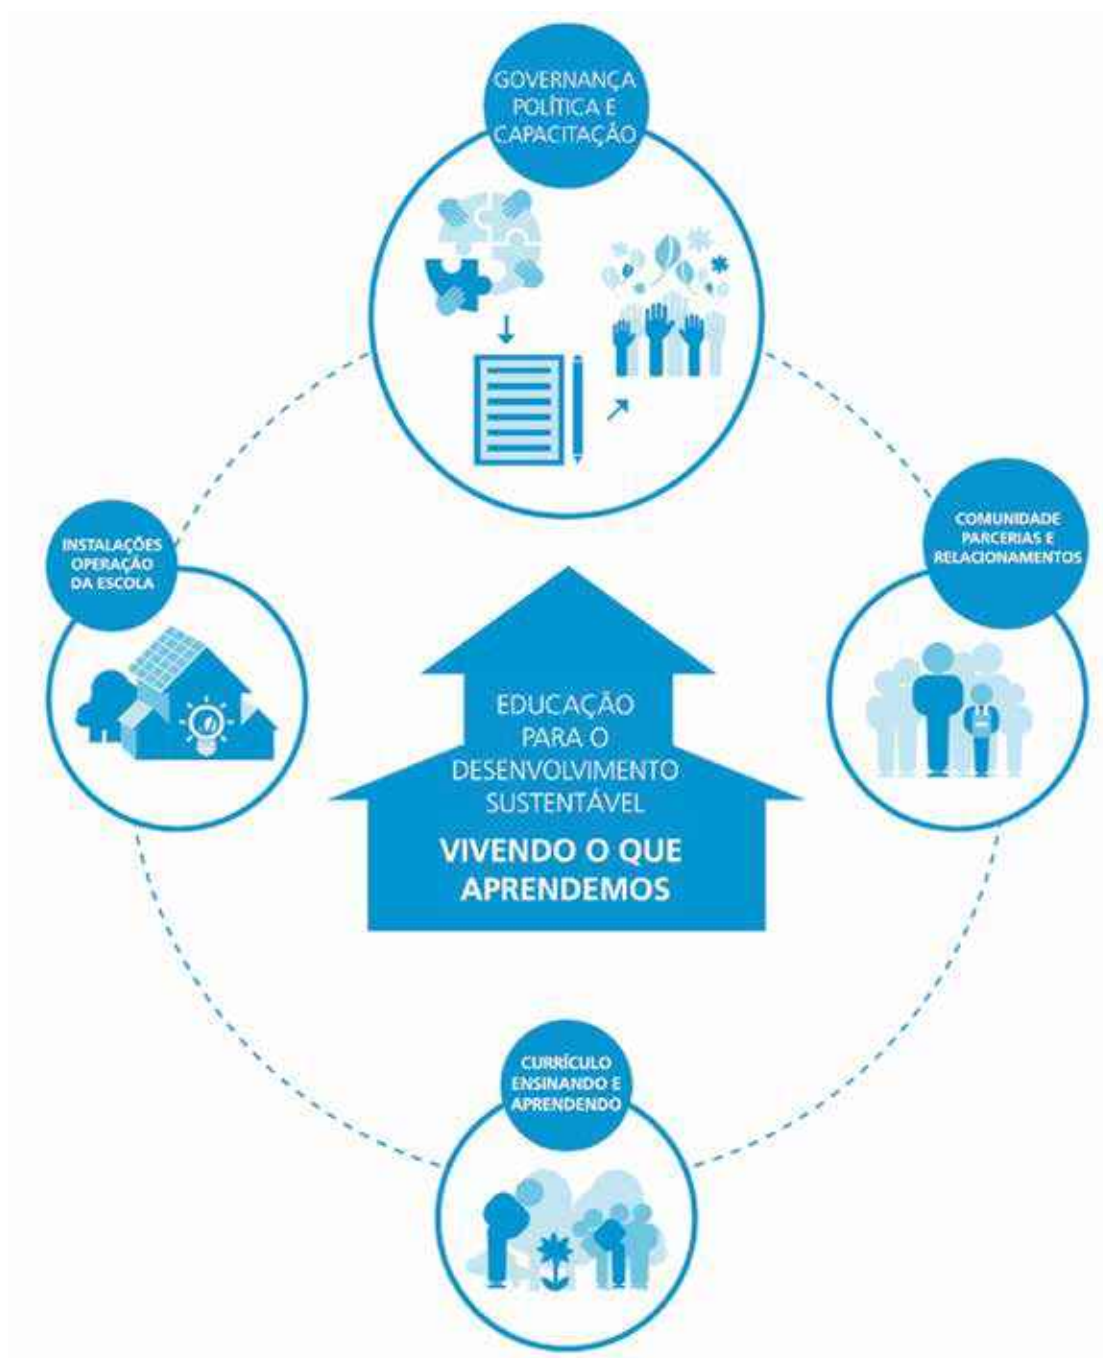 GOVERNANÇA
POLÍTICA E
CAPACITAÇÃO
INSTALAÇÕES
OPERAÇÃO
DA ESCOLA
COMUNIDADE
PARCERIAS E
RELACIONAMENTOS
EDUCAÇÃO
PARA O
DESENVOLVIMENTO
SUSTENTÁVEL
VIVENDO O QUE
APRENDEMOS
CURRÍCULO
ENSINANDO E
APRENDENDO